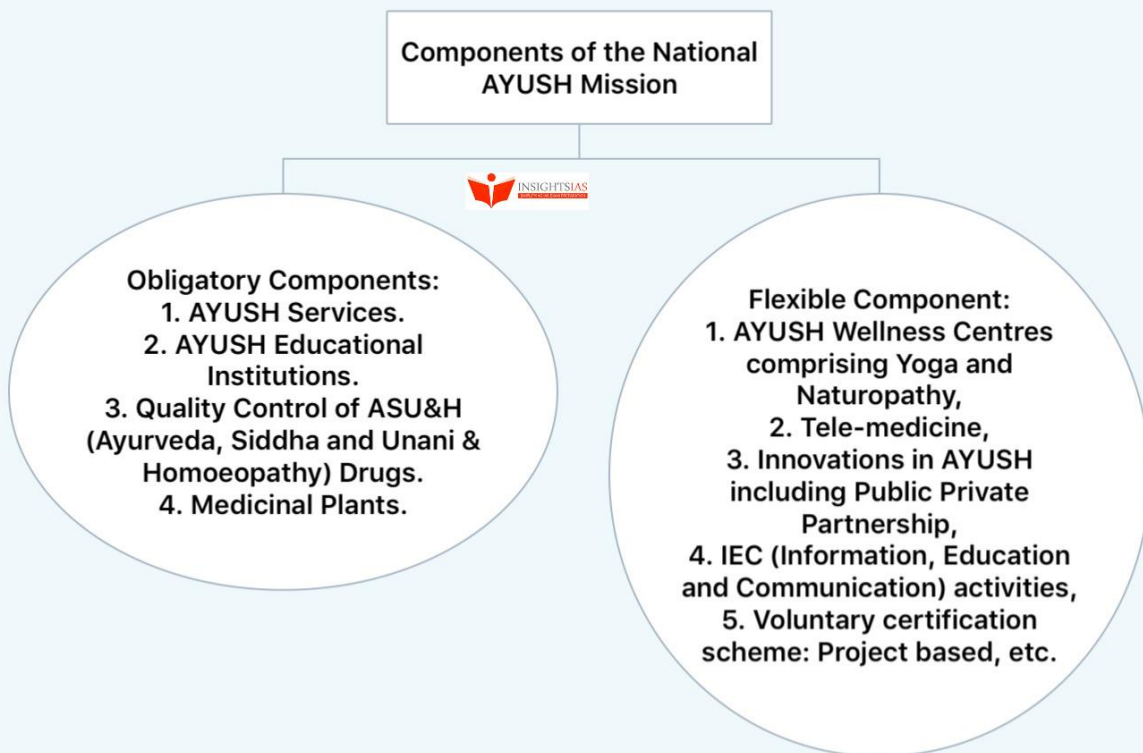 Components of the National
AYUSH Mission
INSIGHTSIAS
Obligatory Components:
1. AYUSH Services.
2. AYUSH Educational
Institutions.
3. Quality Control of ASU&H
(Ayurveda, Siddha and Unani &
Homoeopathy) Drugs.
4. Medicinal Plants.
Flexible Component:
1. AYUSH Wellness Centres
comprising Yoga and
Naturopathy,
2. Tele-medicine,
3. Innovations in AYUSH
including Public Private
Partnership,
4. IEC (Information, Education
and Communication) activities,
5. Voluntary certification
scheme: Project based, etc.